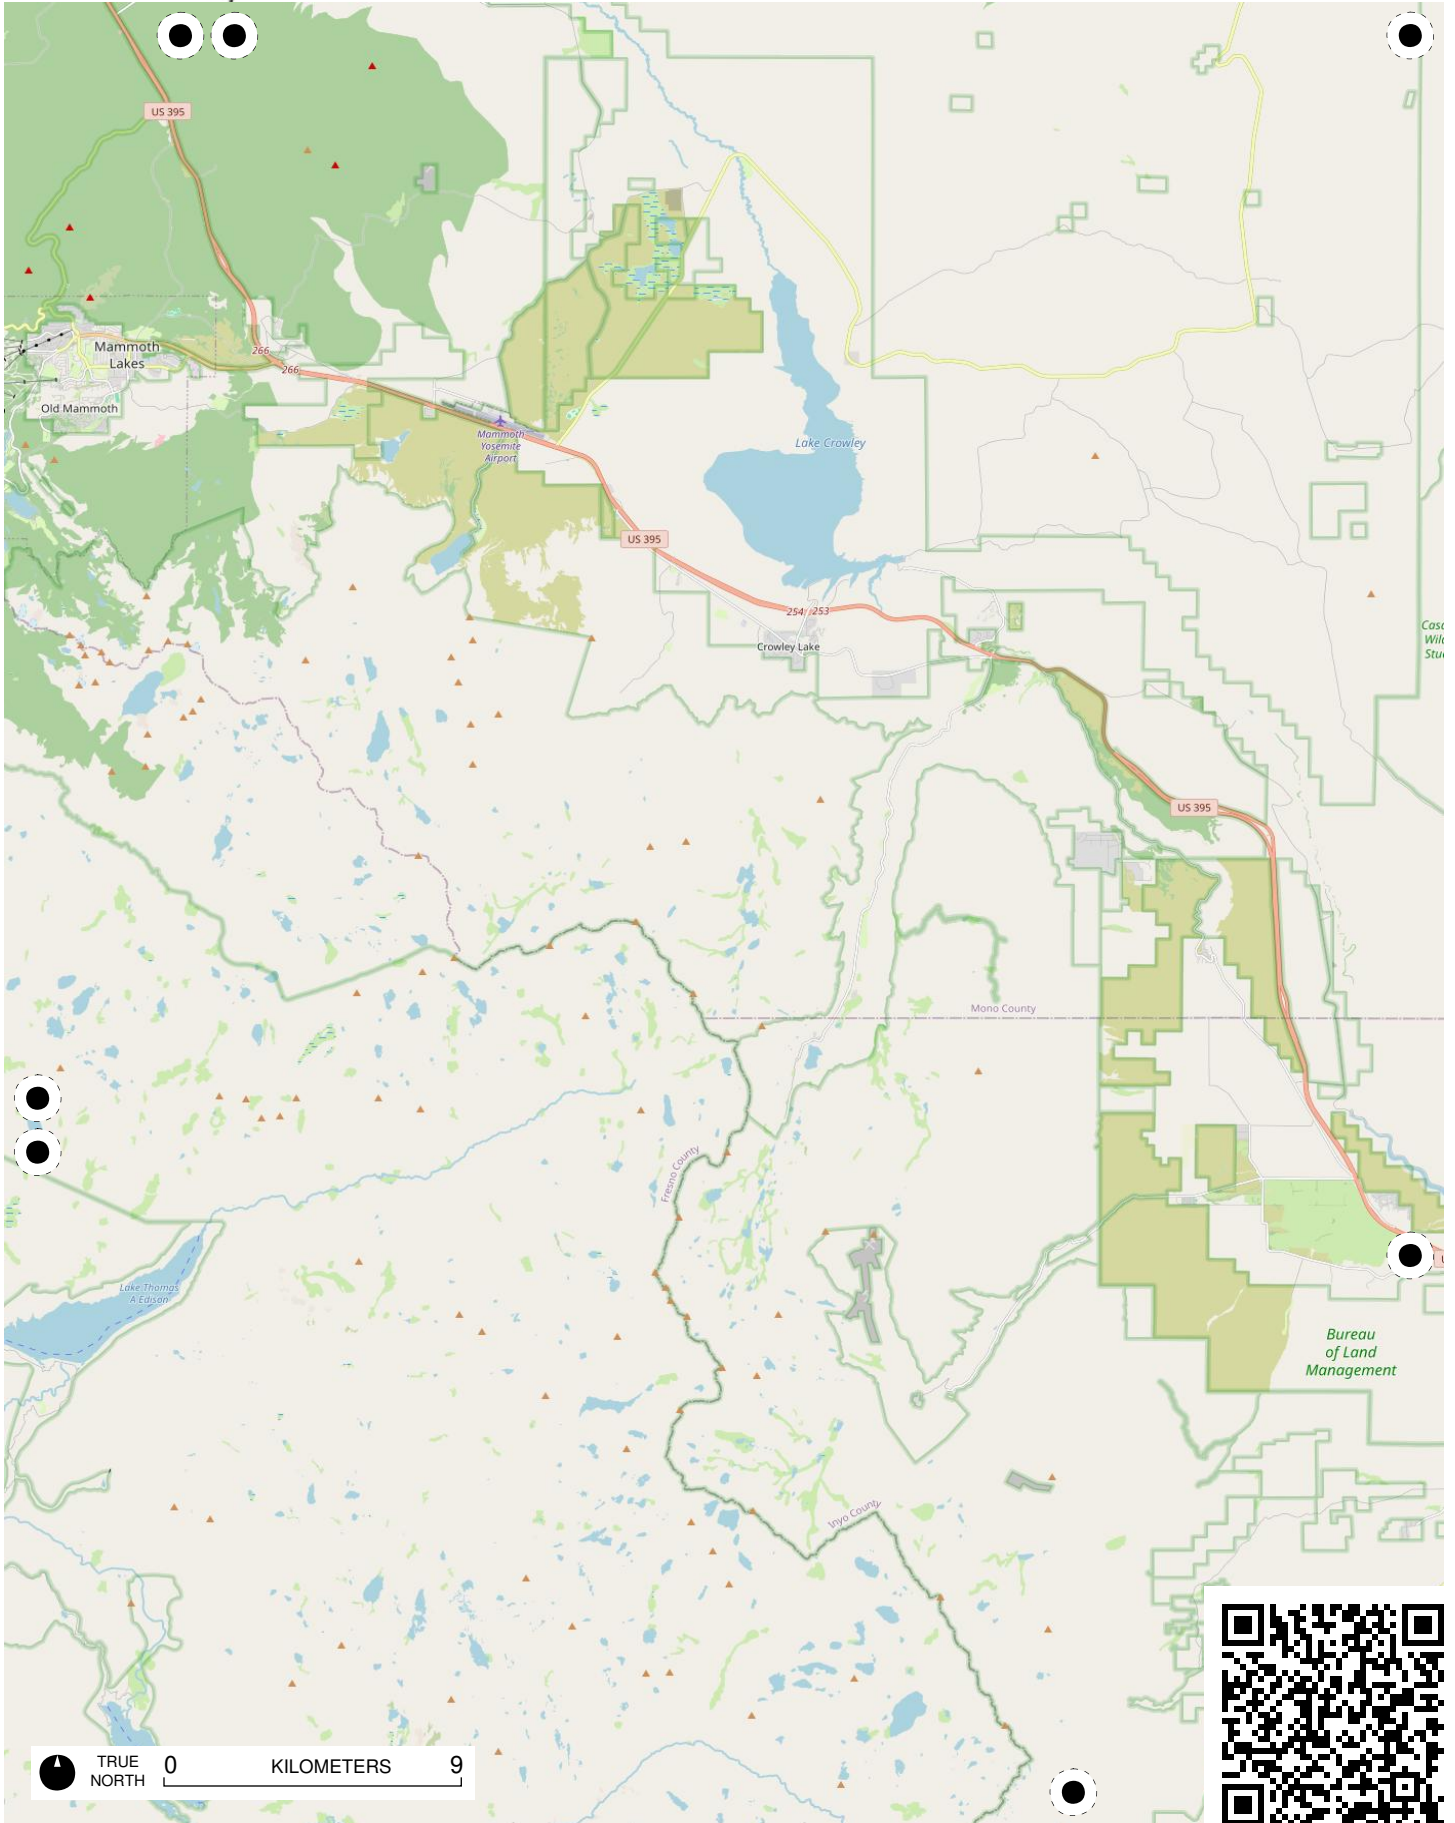 US 395
266
266
Mammoth
Lakes
Old Mammoth
Mammoth
Yosemite
Airport
Lake Crowley
US 395
254
253
Crowley Lake
US 395
Mono County
Fresno County
Lake Thomas
A Edison
Bureau
of Land
Management
Inyo County
TRUE
NORTH
0
KILOMETERS
9